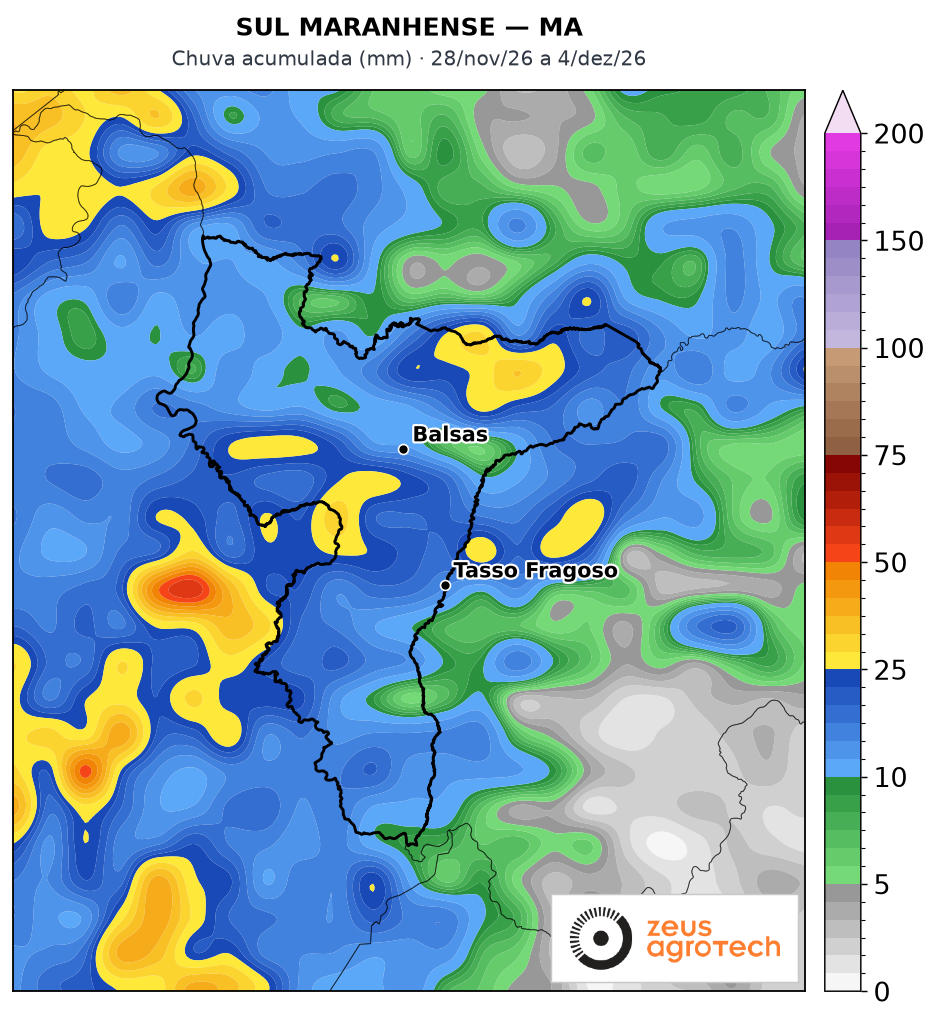 SUL MARANHENSE — MA
Chuva acumulada (mm) · 28/nov/26 a 4/dez/26
200
150
100
75
50
25
10
5
0
Balsas
Tasso Fragoso
zeus
agroTech